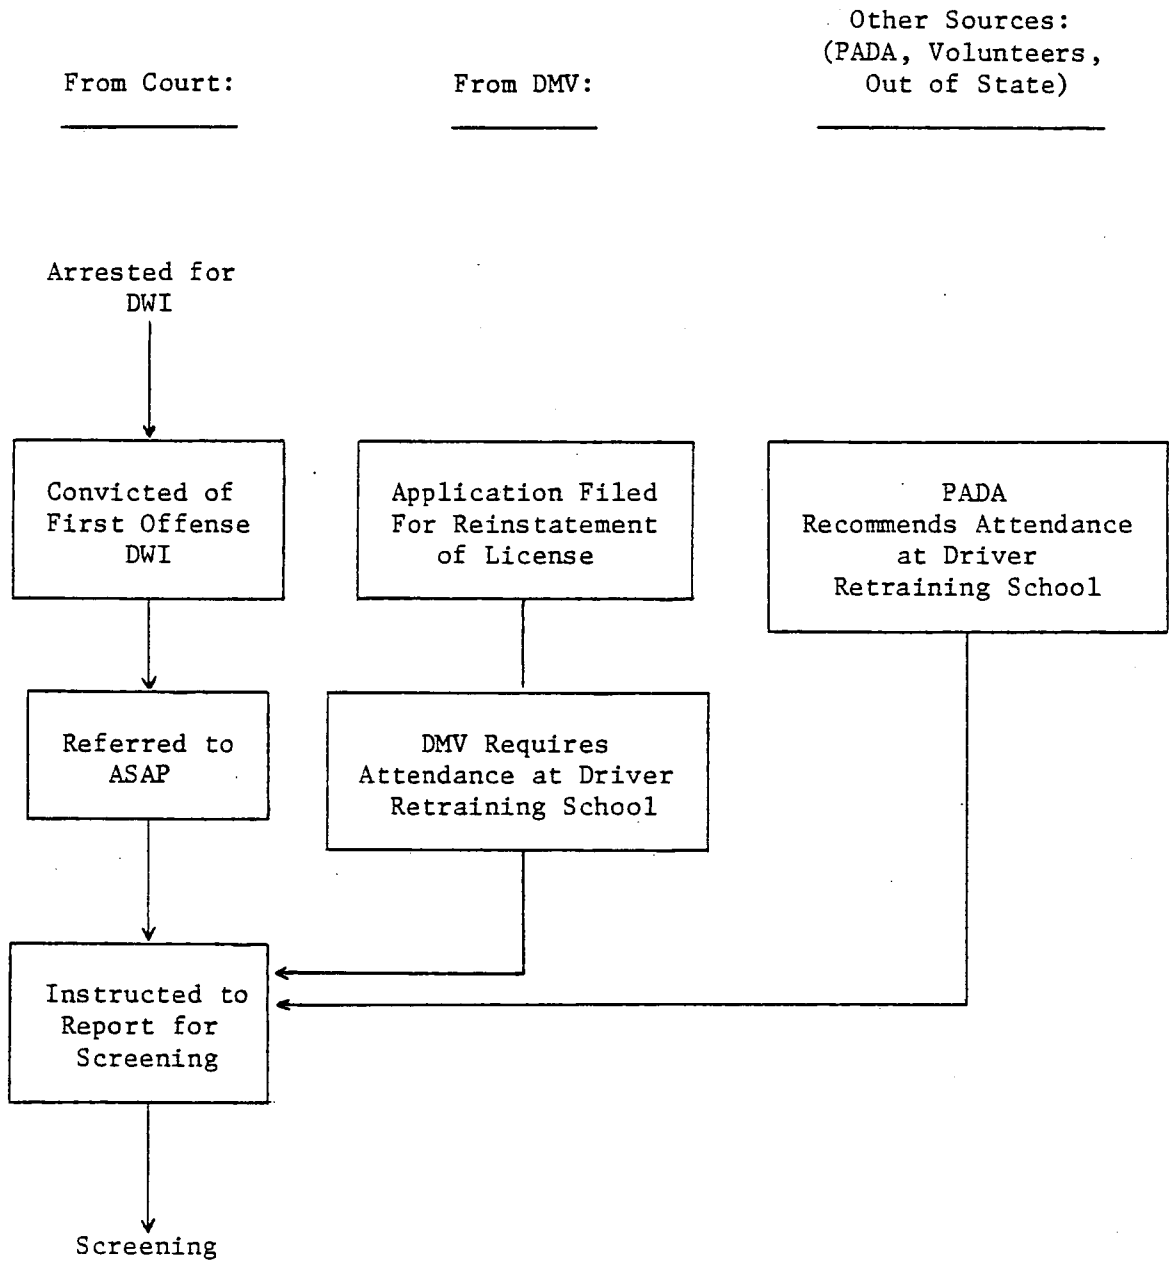 From Court:
From DMV:
Other Sources:
(PADA, Volunteers,
Out of State)
Arrested for
DWI
Convicted of
First Offense
DWI
Application Filed
For Reinstatement
of License
PADA
Recommends Attendance
at Driver
Retraining School
Referred to
ASAP
DMV Requires
Attendance at Driver
Retraining School
Instructed to
Report for
Screening
Screening